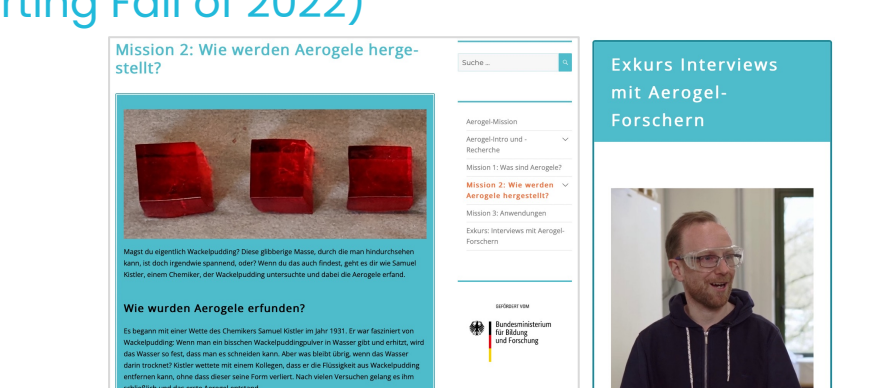 rting Fall of 2022)
Mission 2: Wie werden Aerogele herge-
stellt?
Magst du eigentlich Wackelpudding? Diese glibberige Masse, durch die man hindurchsehen
kann, ist doch irgendwie spannend, oder? Wenn du das auch findest, geht es dir wie Samuel
Kistler, einem Chemiker, der Wackelpudding untersuchte und dabei die Aerogele erfand.
Wie wurden Aerogele erfunden?
Es begann mit einer Wette des Chemikers Samuel Kistler im Jahr 1931. Er war fasziniert von
Wackelpudding: Wenn man ein bisschen Wackelpuddingpulver in Wasser gibt und erhitzt, wird
das Wasser so fest, dass man es schneiden kann. Aber was bleibt übrig, wenn das Wasser
darin trocknet? Kistler wettete mit einem Kollegen, dass er die Flüssigkeit aus Wackelpudding
entfernen kann, ohne dass dieser seine Form verliert. Nach vielen Versuchen gelang es ihm
schließlich und das erste Aerogel entstand.
Suche …
Aerogel-Mission
Aerogel-Intro und -
Recherche
Mission 1: Was sind Aerogele?
Mission 2: Wie werden
Aerogele hergestellt?
Mission 3: Anwendungen
Exkurs: Interviews mit Aerogel-
Forschern
GEFÖRDERT VOM
Bundesministerium
für Bildung
und Forschung
Exkurs Interviews
mit Aerogel-
Forschern